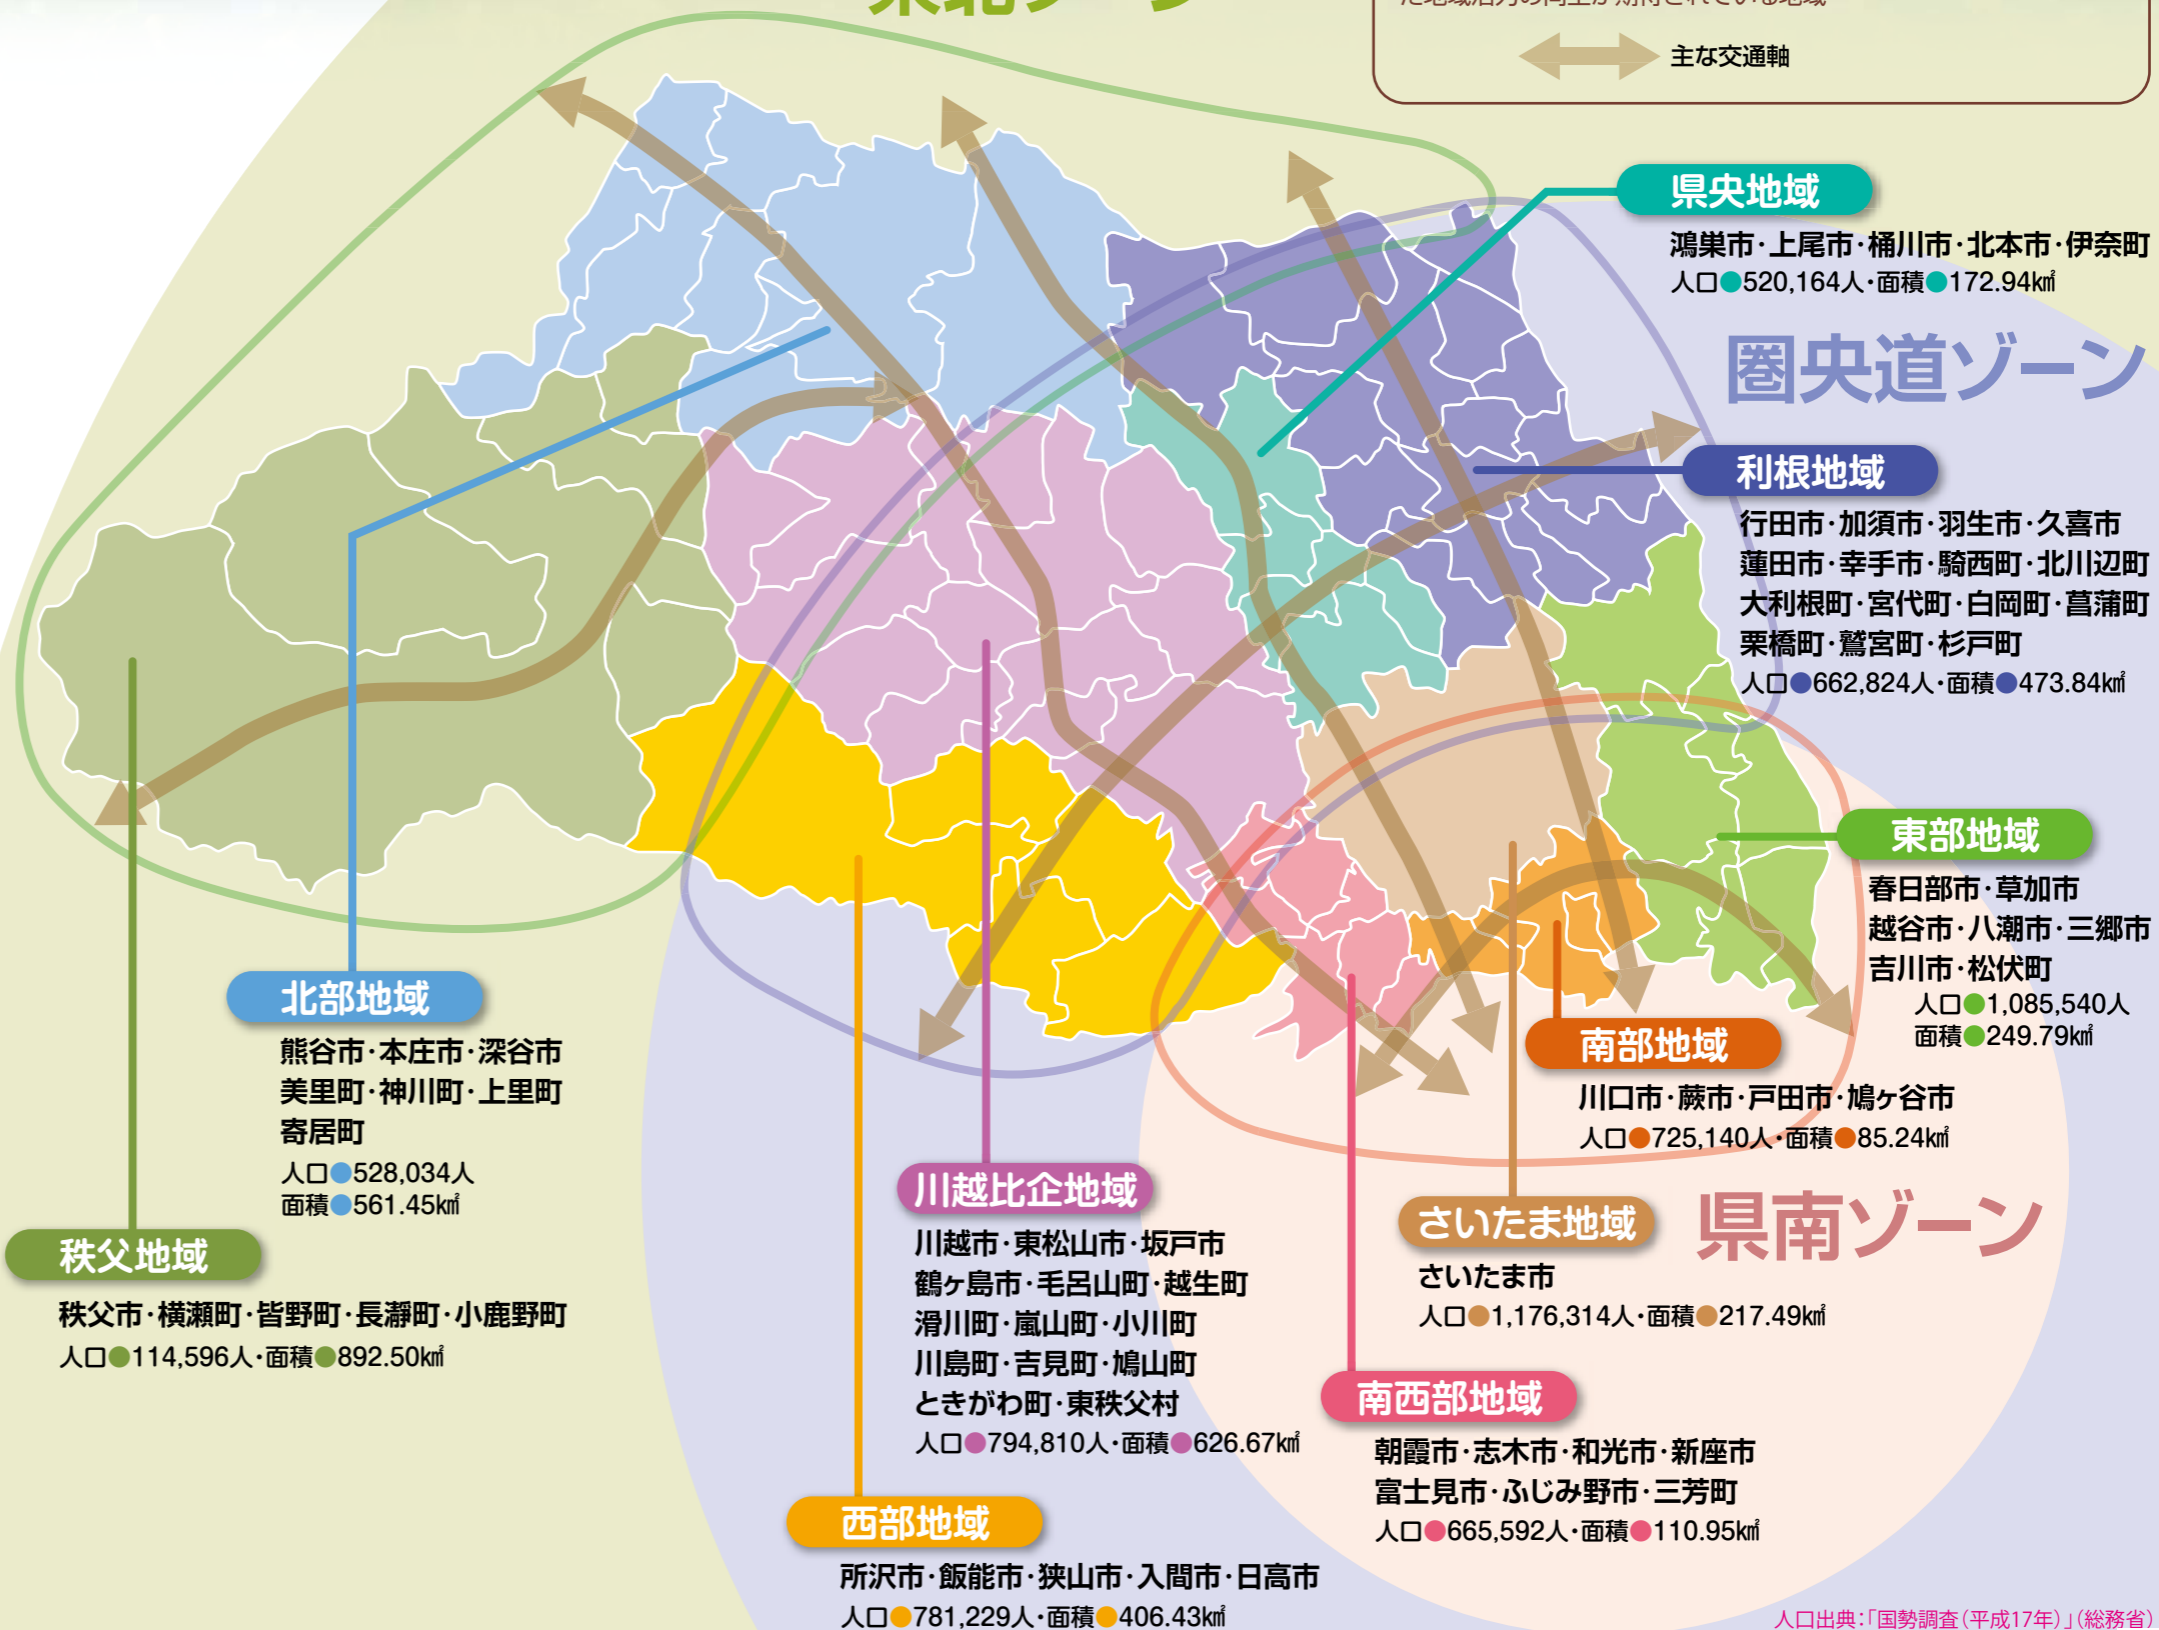 主な交通軸
県央地域
鴻巣市・上尾市・桶川市・北本市・伊奈町
人口●520,164人・面積●172.94㎢
圏央道ゾーン
利根地域
行田市・加須市・羽生市・久喜市
蓮田市・幸手市・騎西町・北川辺町
大利根町・宮代町・白岡町・菖蒲町
栗橋町・鷲宮町・杉戸町
人口●662,824人・面積●473.84㎢
東部地域
春日部市・草加市
越谷市・八潮市・三郷市
吉川市・松伏町
人口●1,085,540人
面積●249.79㎢
北部地域
熊谷市・本庄市・深谷市
美里町・神川町・上里町
寄居町
人口●528,034人
面積●561.45㎢
南部地域
川口市・蕨市・戸田市・鳩ヶ谷市
人口●725,140人・面積●85.24㎢
川越比企地域
川越市・東松山市・坂戸市
鶴ヶ島市・毛呂山町・越生町
滑川町・嵐山町・小川町
川島町・吉見町・鳩山町
ときがわ町・東秩父村
人口●794,810人・面積●626.67㎢
さいたま地域
さいたま市
人口●1,176,314人・面積●217.49㎢
県南ゾーン
秩父地域
秩父市・横瀬町・皆野町・長瀞町・小鹿野町
人口●114,596人・面積●892.50㎢
南西部地域
朝霞市・志木市・和光市・新座市
富士見市・ふじみ野市・三芳町
人口●665,592人・面積●110.95㎢
西部地域
所沢市・飯能市・狭山市・入間市・日高市
人口●781,229人・面積●406.43㎢
人口出典：「国勢調査（平成17年）」（総務省）